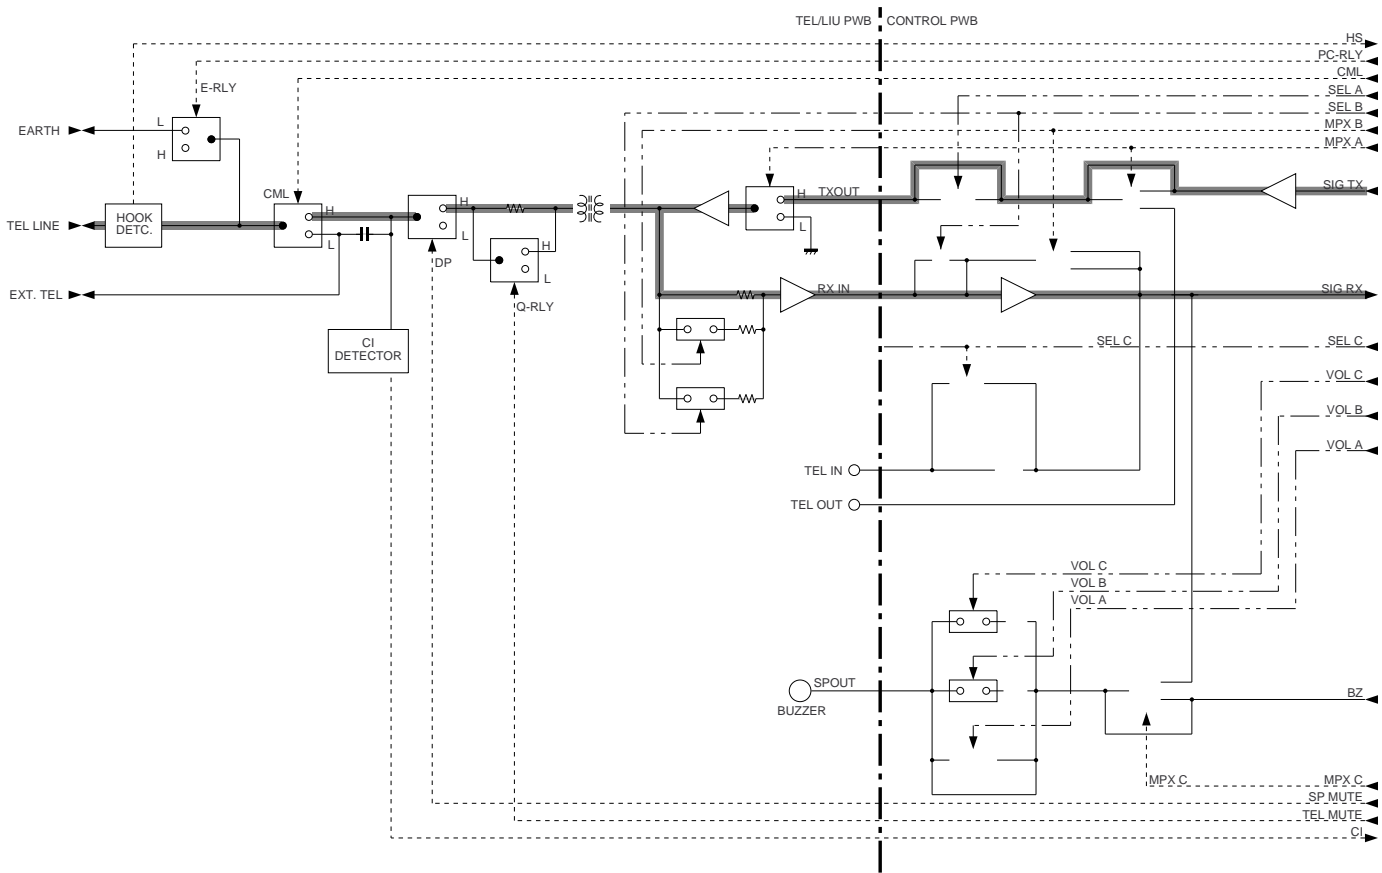 TEL/LIU PWB CONTROL PWB
HS
PC-RLY
CML
SEL A
SEL B
MPX B
MPX A
E-RLY
L
H
EARTH
CML
H
L
HOOK
DETC.
TEL LINE
EXT. TEL
H
L
DP
H
L
Q-RLY
CI
DETECTOR
H
L
TXOUT
SIG TX
RX IN
SIG RX
SEL C
SEL C
VOL C
VOL B
VOL A
TEL IN
TEL OUT
VOL C
VOL B
VOL A
SPOUT
BUZZER
BZ
MPX C
MPX C
SP MUTE
TEL MUTE
CI